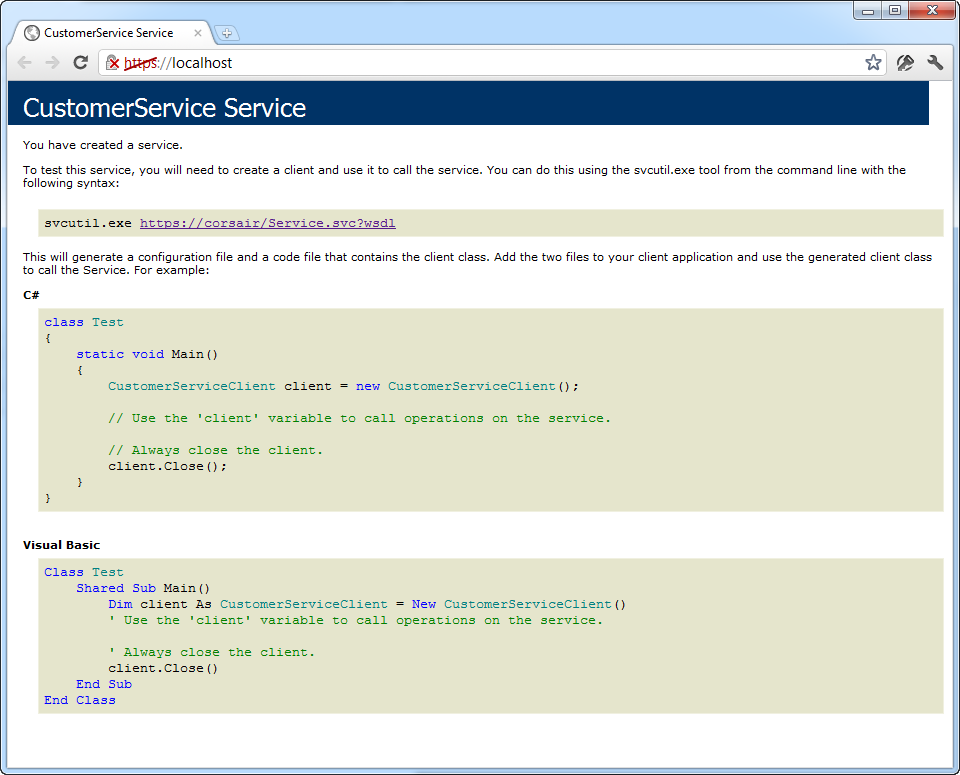 CustomerService Service
https://localhost
CustomerService Service
You have created a service.
To test this service, you will need to create a client and use it to call the service. You can do this using the svcutil.exe tool from the command line with the
following syntax:
svcutil.exe https://corsair/Service.svc?wsdl
This will generate a configuration file and a code file that contains the client class. Add the two files to your client application and use the generated client class
to call the Service. For example:
C#
class Test
{
    static void Main()
    {
        CustomerServiceClient client = new CustomerServiceClient();
        // Use the 'client' variable to call operations on the service.
        // Always close the client.
        client.Close();
    }
}
Visual Basic
Class Test
    Shared Sub Main()
        Dim client As CustomerServiceClient = New CustomerServiceClient()
        ' Use the 'client' variable to call operations on the service.
        ' Always close the client.
        client.Close()
    End Sub
End Class